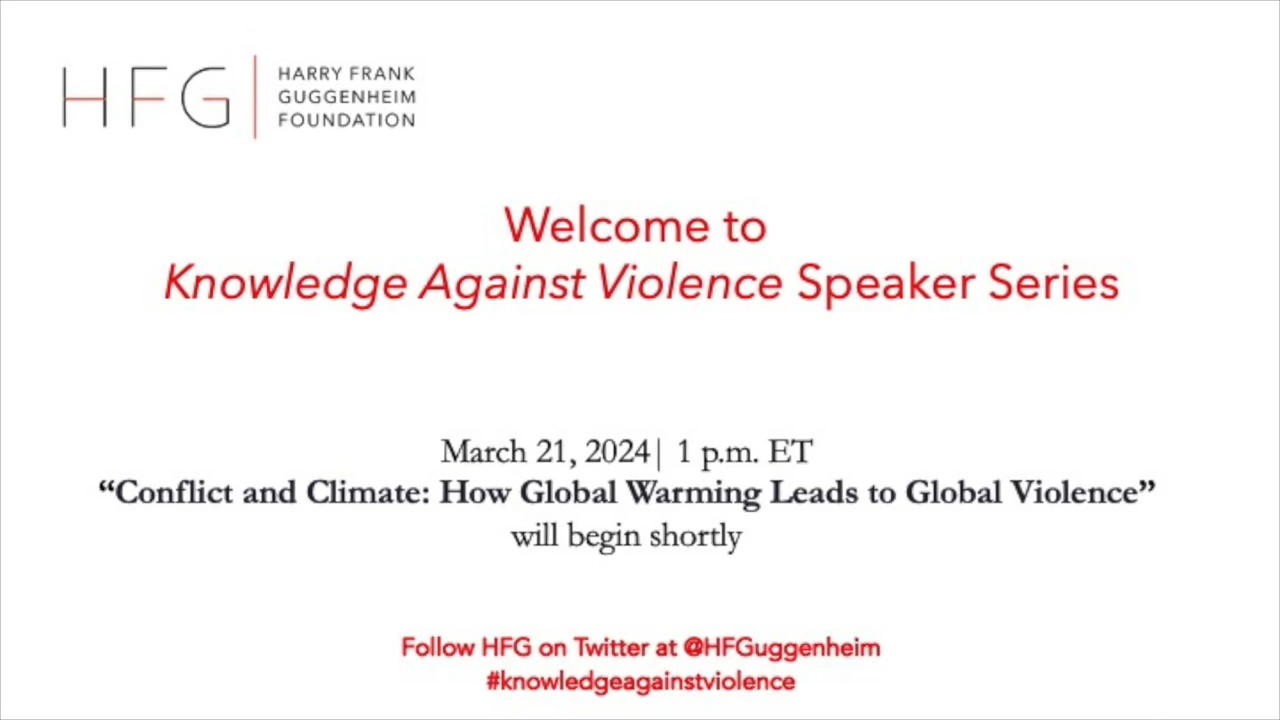 HFG
HARRY FRANK
GUGGENHEIM
FOUNDATION
Welcome to
Knowledge Against Violence Speaker Series
March 21, 2024| 1 p.m. ET
“Conflict and Climate: How Global Warming Leads to Global Violence”
will begin shortly
Follow HFG on Twitter at @HFGuggenheim
#knowledgeagainstviolence